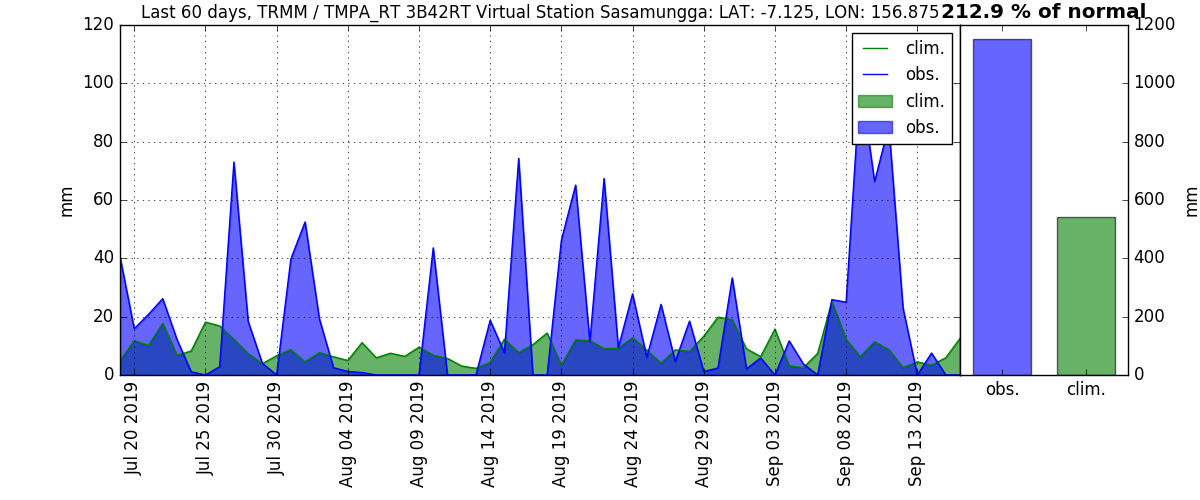 Last 60 days, TRMM / TMPA_RT 3B42RT Virtual Station Sasamungga: LAT: -7.125, LON: 156.875
212.9 % of normal
120
100
80
60
40
20
0
mm
clim.
obs.
clim.
obs.
1200
1000
800
600
400
200
0
mm
Jul 20 2019
Jul 25 2019
Jul 30 2019
Aug 04 2019
Aug 09 2019
Aug 14 2019
Aug 19 2019
Aug 24 2019
Aug 29 2019
Sep 03 2019
Sep 08 2019
Sep 13 2019
obs.
clim.